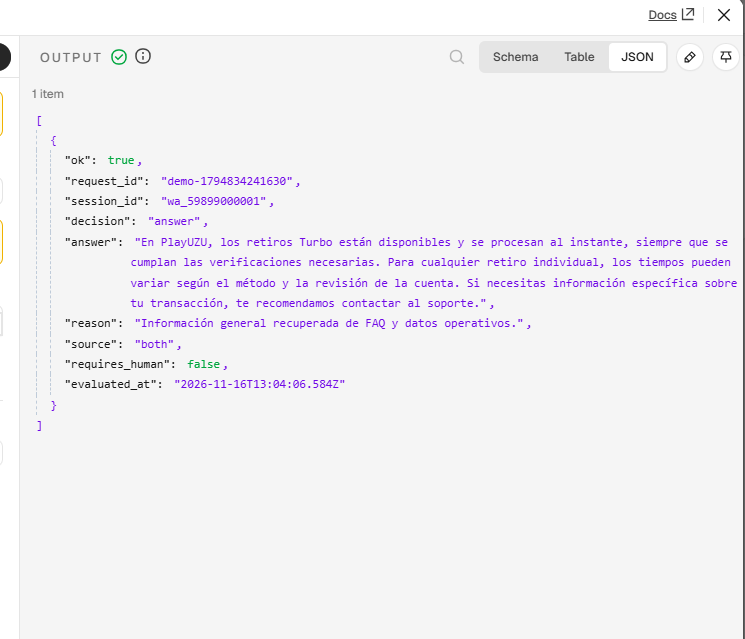 Docs
OUTPUT
Schema Table JSON
1 item
[
{
"ok": true,
"request_id": "demo-1794834241630",
"session_id": "wa_59899000001",
"decision": "answer",
"answer": "En PlayUZU, los retiros Turbo están disponibles y se procesan al instante, siempre que se
cumplan las verificaciones necesarias. Para cualquier retiro individual, los tiempos pueden
variar según el método y la revisión de la cuenta. Si necesitas información específica sobre
tu transacción, te recomendamos contactar al soporte.",
"reason": "Información general recuperada de FAQ y datos operativos.",
"source": "both",
"requires_human": false,
"evaluated_at": "2026-11-16T13:04:06.584Z"
}
]